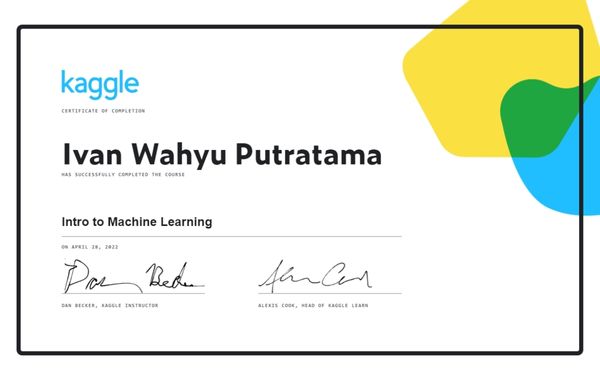 kaggle
CERTIFICATE OF COMPLETION
Ivan Wahyu Putratama
HAS SUCCESSFULLY COMPLETED THE COURSE
Intro to Machine Learning
ON APRIL 28, 2022
Dan Becker
Alexis Cook
DAN BECKER, KAGGLE INSTRUCTOR
ALEXIS COOK, HEAD OF KAGGLE LEARN